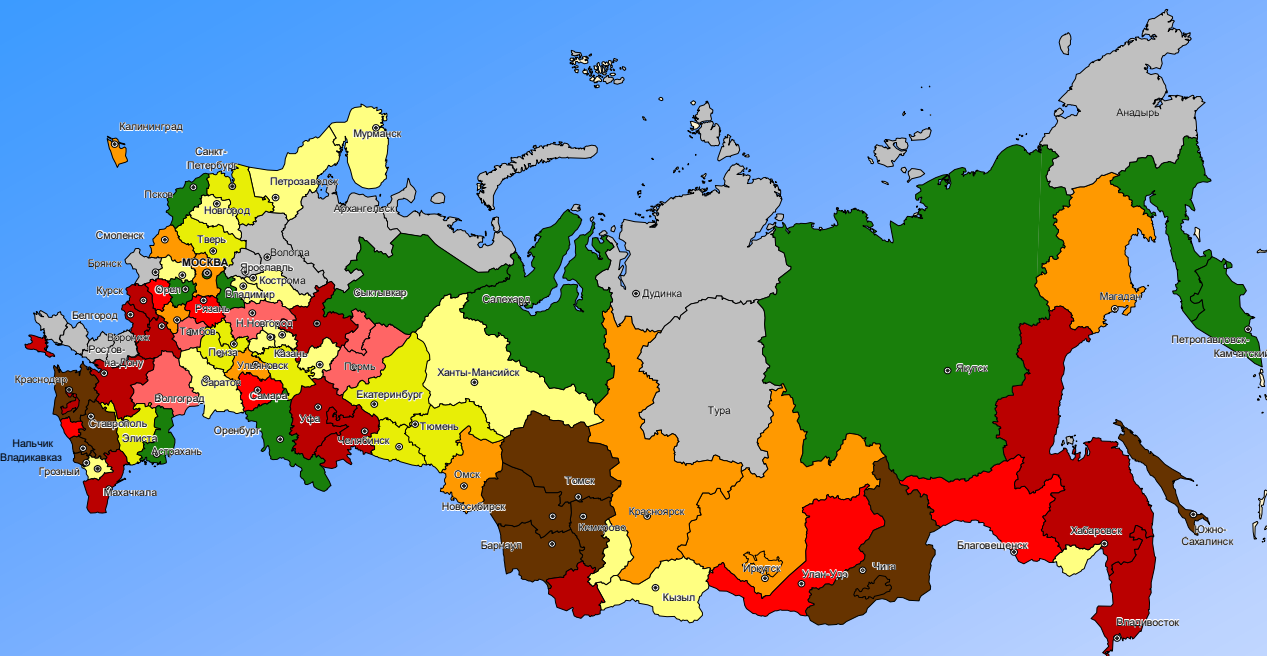 Калининград
Мурманск
Санкт-
Петербург
Петрозаводск
Псков
Новгород
Архангельск
Анадырь
Смоленск
Тверь
Вологда
Брянск
МОСКВА
Ярославль
Кострома
Курск
Орел
Владимир
Сыктывкар
Салехард
Дудинка
Магадан
Рязань
Белгород
Н.Новгород
Воронеж
Тамбов
Петропавловск-
Камчатский
Ростов-
на-Дону
Пенза
Казань
Ульяновск
Пермь
Ханты-Мансийск
Якутск
Краснодар
Саратов
Самара
Волгоград
Екатеринбург
Тура
Ставрополь
Уфа
Тюмень
Оренбург
Элиста
Челябинск
Нальчик
Владикавказ
Астрахань
Грозный
Омск
Томск
Махачкала
Новосибирск
Красноярск
Кемерово
Южно-
Сахалинск
Хабаровск
Барнаул
Благовещенск
Иркутск
Улан-Удэ
Чита
Кызыл
Владивосток